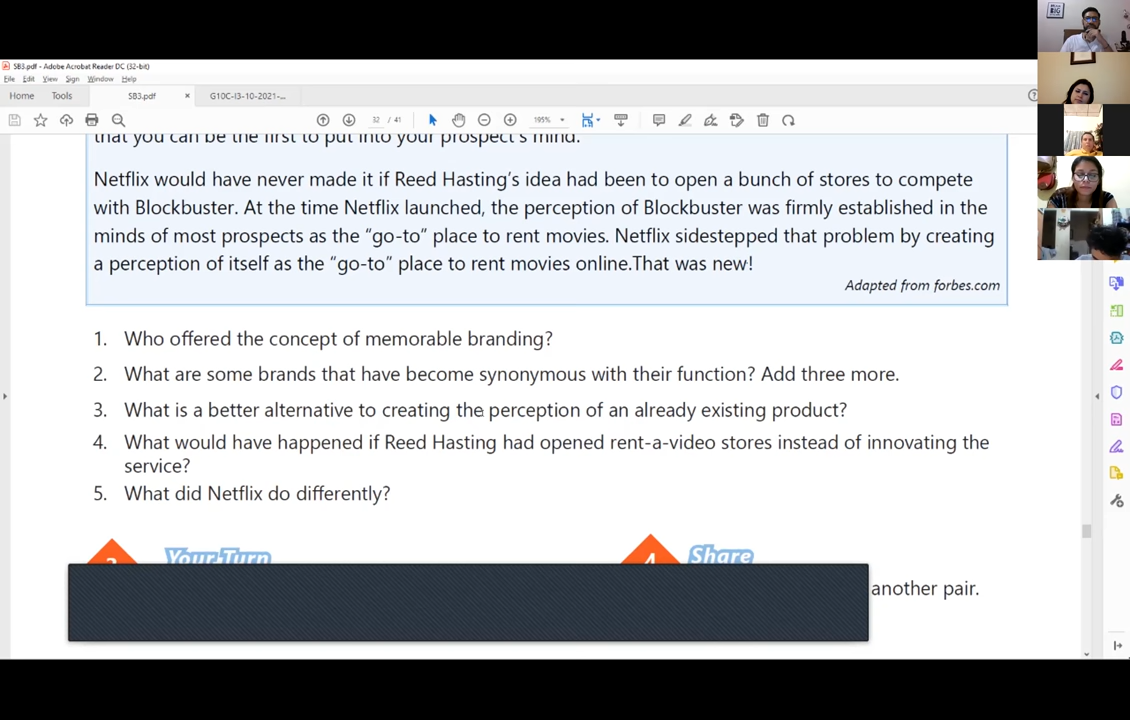 SB3.pdf - Adobe Acrobat Reader DC (32-bit)
File Edit View Sign Window Help
Home Tools SB3.pdf × G10C-I3-10-2021-...
32 / 41 195%
that you can be the first to put into your prospect's mind.
Netflix would have never made it if Reed Hasting's idea had been to open a bunch of stores to compete
with Blockbuster. At the time Netflix launched, the perception of Blockbuster was firmly established in the
minds of most prospects as the “go-to” place to rent movies. Netflix sidestepped that problem by creating
a perception of itself as the “go-to” place to rent movies online.That was new!
Adapted from forbes.com
1. Who offered the concept of memorable branding?
2. What are some brands that have become synonymous with their function? Add three more.
3. What is a better alternative to creating the perception of an already existing product?
4. What would have happened if Reed Hasting had opened rent-a-video stores instead of innovating the
service?
5. What did Netflix do differently?
3 Your Turn
4 Share
another pair.
BIG